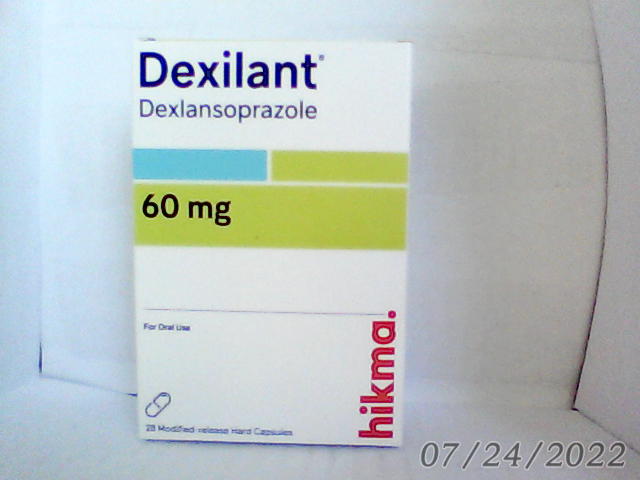 Dexilant®
Dexlansoprazole
60 mg
For Oral Use
hikma.
28 Modified-release Hard Capsules
07/24/2022